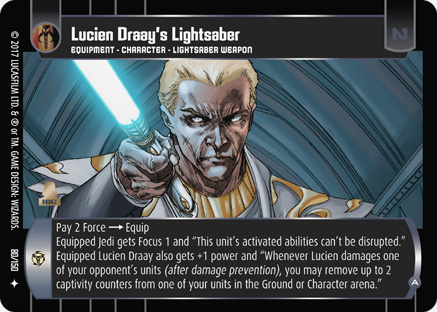 Lucien Draay's Lightsaber
EQUIPMENT - CHARACTER - LIGHTSABER WEAPON
N
© 2017 LUCASFILM LTD. & ® OR TM. GAME DESIGN: WIZARDS.
80/150
Pay 2 Force → Equip
Equipped Jedi gets Focus 1 and “This unit's activated abilities can't be disrupted.”
Equipped Lucien Draay also gets +1 power and “Whenever Lucien damages one
of your opponent's units (after damage prevention), you may remove up to 2
captivity counters from one of your units in the Ground or Character arena.”
A